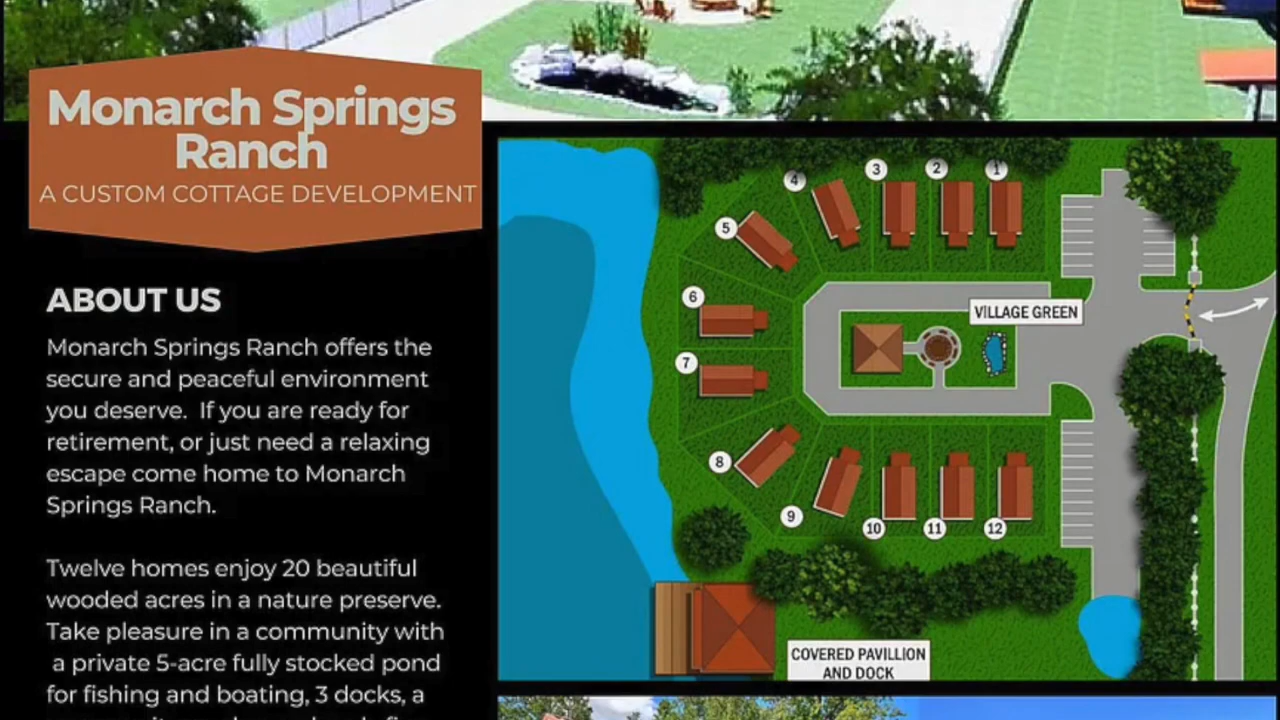 Monarch Springs
Ranch
A CUSTOM COTTAGE DEVELOPMENT
ABOUT US
Monarch Springs Ranch offers the
secure and peaceful environment
you deserve. If you are ready for
retirement, or just need a relaxing
escape come home to Monarch
Springs Ranch.
Twelve homes enjoy 20 beautiful
wooded acres in a nature preserve.
Take pleasure in a community with
a private 5-acre fully stocked pond
for fishing and boating, 3 docks, a
4 3 2 1
5
6
VILLAGE GREEN
7
8
9
10 11 12
COVERED PAVILLION
AND DOCK